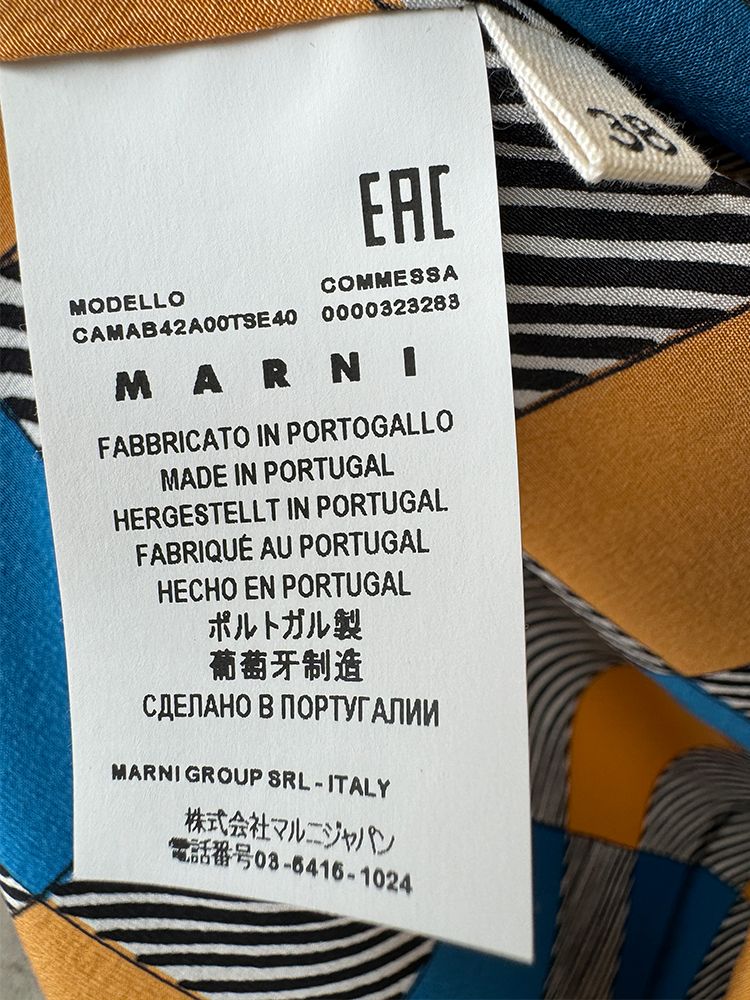 38
EAC
MODELLO COMMESSA
CAMAB42A00TSE40 0000323283
MARNI
FABBRICATO IN PORTOGALLO
MADE IN PORTUGAL
HERGESTELLT IN PORTUGAL
FABRIQUÉ AU PORTUGAL
HECHO EN PORTUGAL
ポルトガル製
葡萄牙制造
СДЕЛАНО В ПОРТУГАЛИИ
MARNI GROUP SRL - ITALY
株式会社マルニジャパン
電話番号03-5416-1024